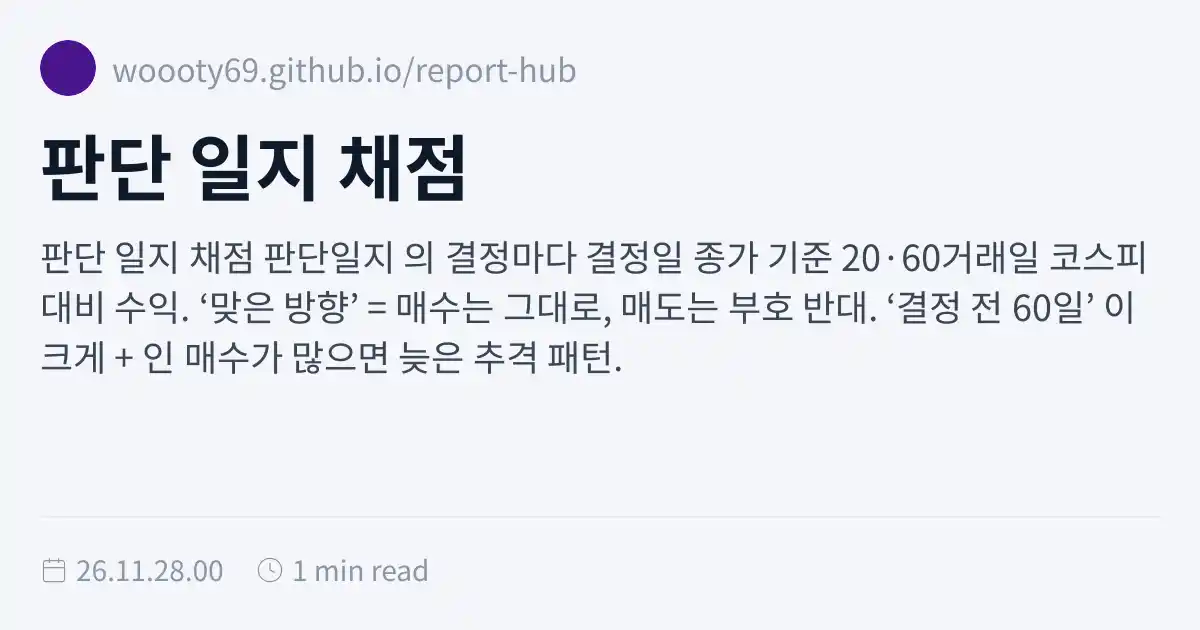 woooty69.github.io/report-hub
판단 일지 채점
판단 일지 채점 판단일지 의 결정마다 결정일 종가 기준 20·60거래일 코스피
대비 수익. ‘맞은 방향’ = 매수는 그대로, 매도는 부호 반대. ‘결정 전 60일’ 이
크게 + 인 매수가 많으면 늦은 추격 패턴.
26.11.28.00
1 min read